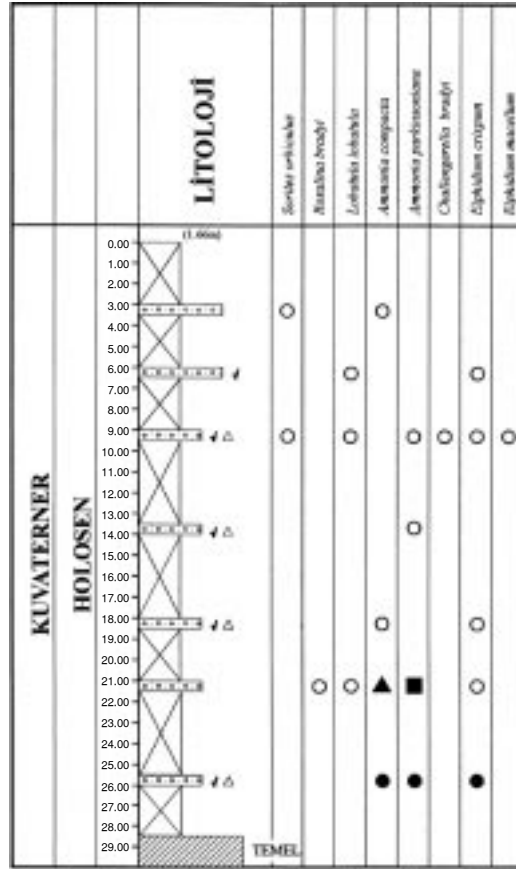 KUVATERNER
HOLOSEN
LİTOLOJİ
Sorites orbiculus
Rosalina bradyi
Lobatula lobatula
Ammonia compacta
Ammonia parkinsoniana
Challengerella bradyi
Elphidium crispum
Elphidium macellum
0.00
1.00
2.00
3.00
4.00
5.00
6.00
7.00
8.00
9.00
10.00
11.00
12.00
13.00
14.00
15.00
16.00
17.00
18.00
19.00
20.00
21.00
22.00
23.00
24.00
25.00
26.00
27.00
28.00
29.00
TEMEL